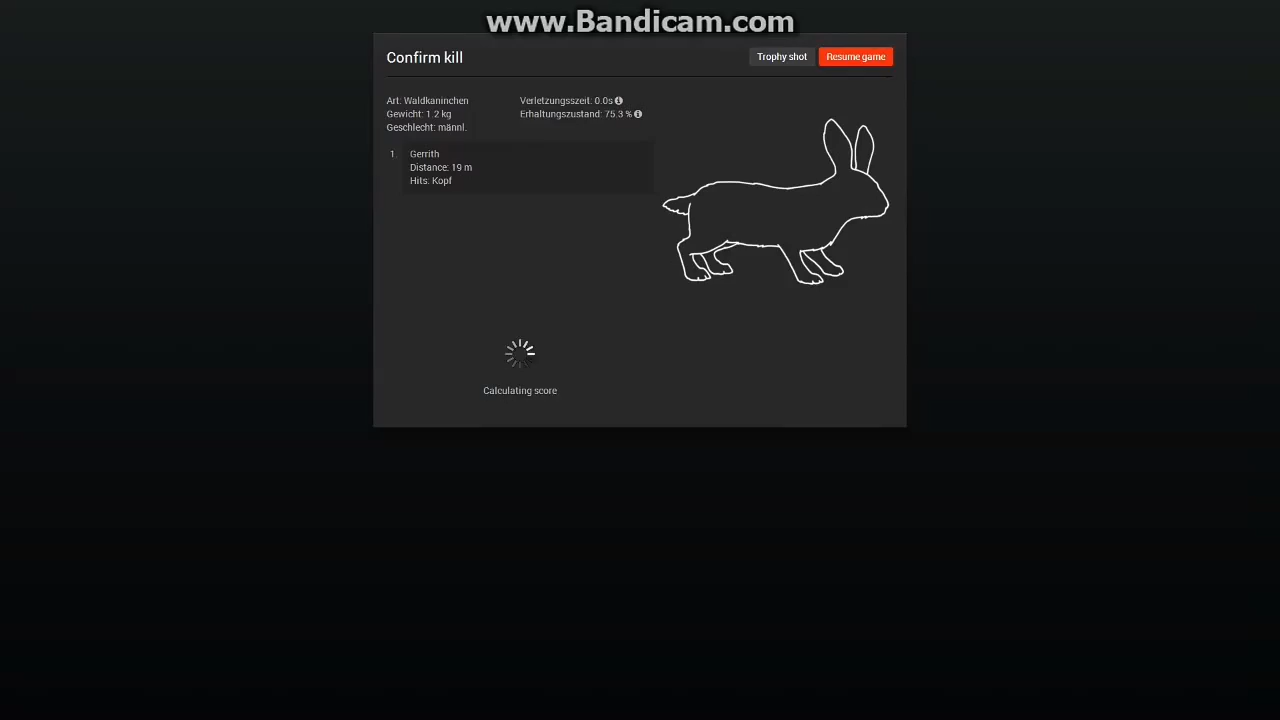 www.Bandicam.com
Confirm kill
Trophy shot
Resume game
Art: Waldkaninchen
Gewicht: 1.2 kg
Geschlecht: männl.
Verletzungsszeit: 0.0s
Erhaltungszustand: 75.3 %
1.
Gerrith
Distance: 19 m
Hits: Kopf
Calculating score